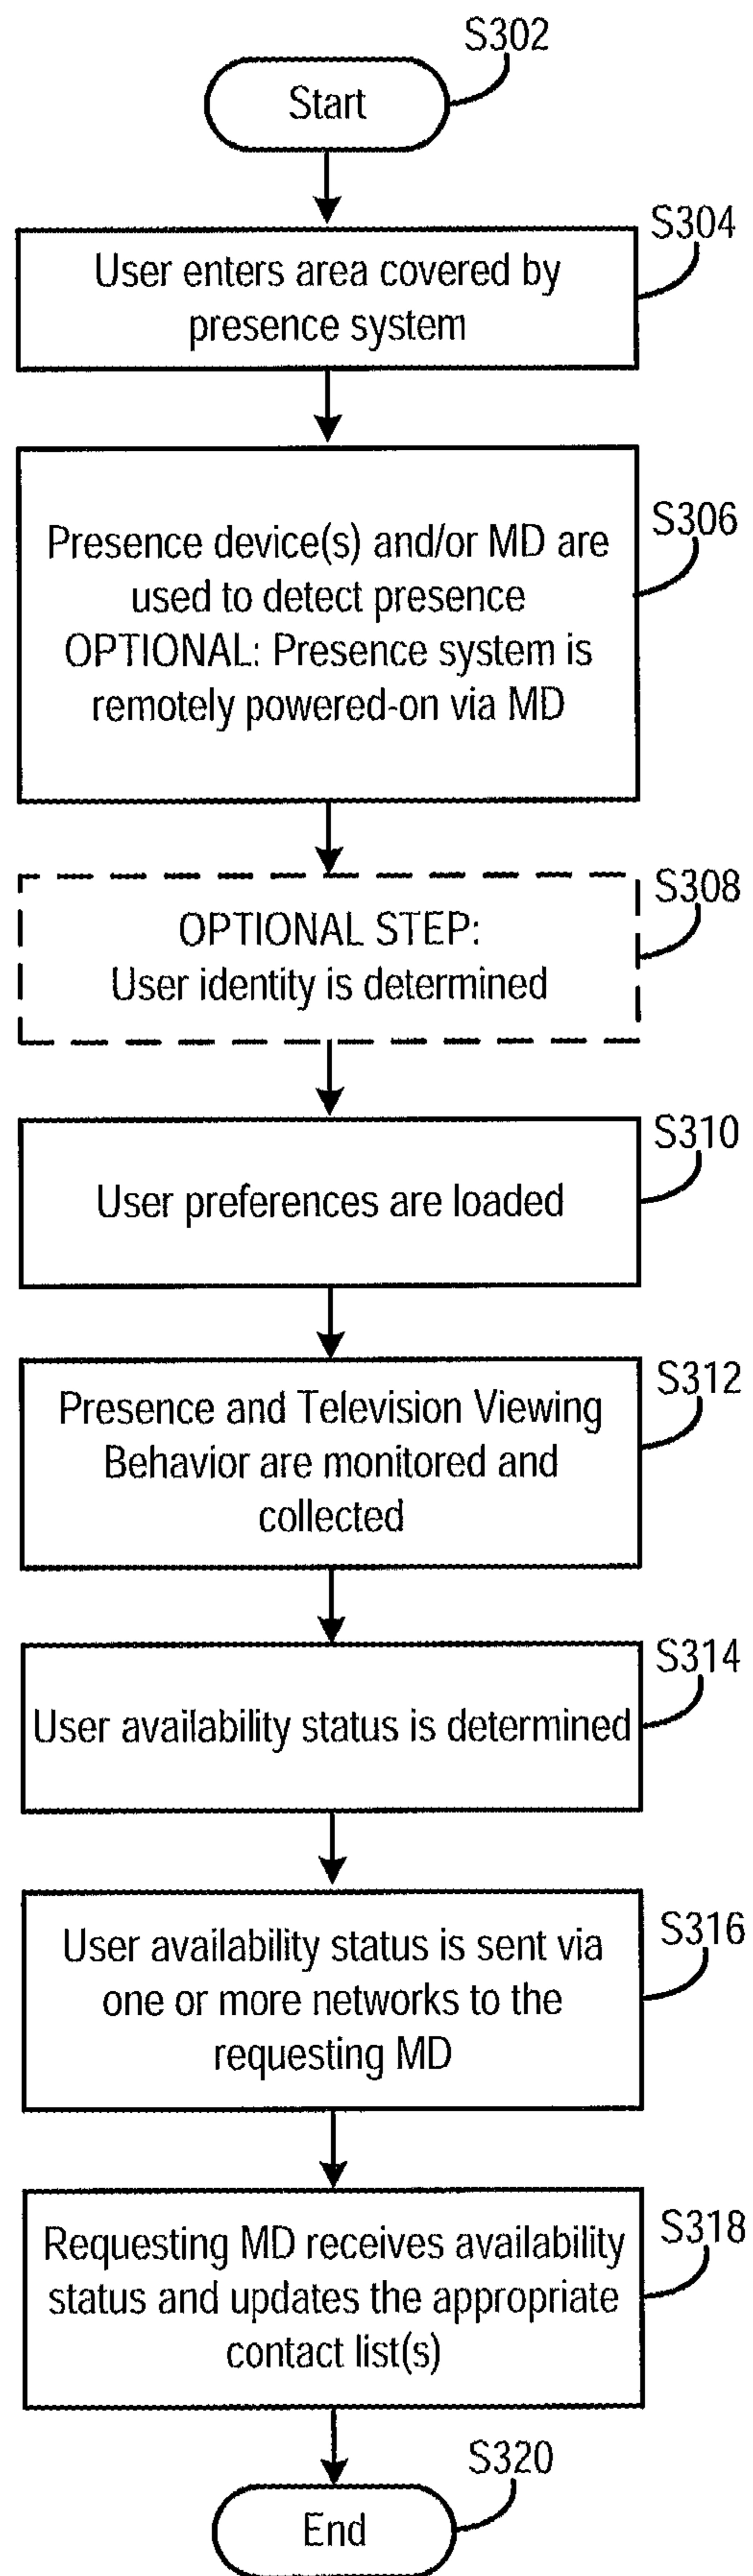 S302
Start
S304
User enters area covered by
presence system
S306
Presence device(s) and/or MD are
used to detect presence
OPTIONAL: Presence system is
remotely powered-on via MD
S308
OPTIONAL STEP:
User identity is determined
S310
User preferences are loaded
S312
Presence and Television Viewing
Behavior are monitored and
collected
S314
User availability status is determined
S316
User availability status is sent via
one or more networks to the
requesting MD
S318
Requesting MD receives availability
status and updates the appropriate
contact list(s)
S320
End